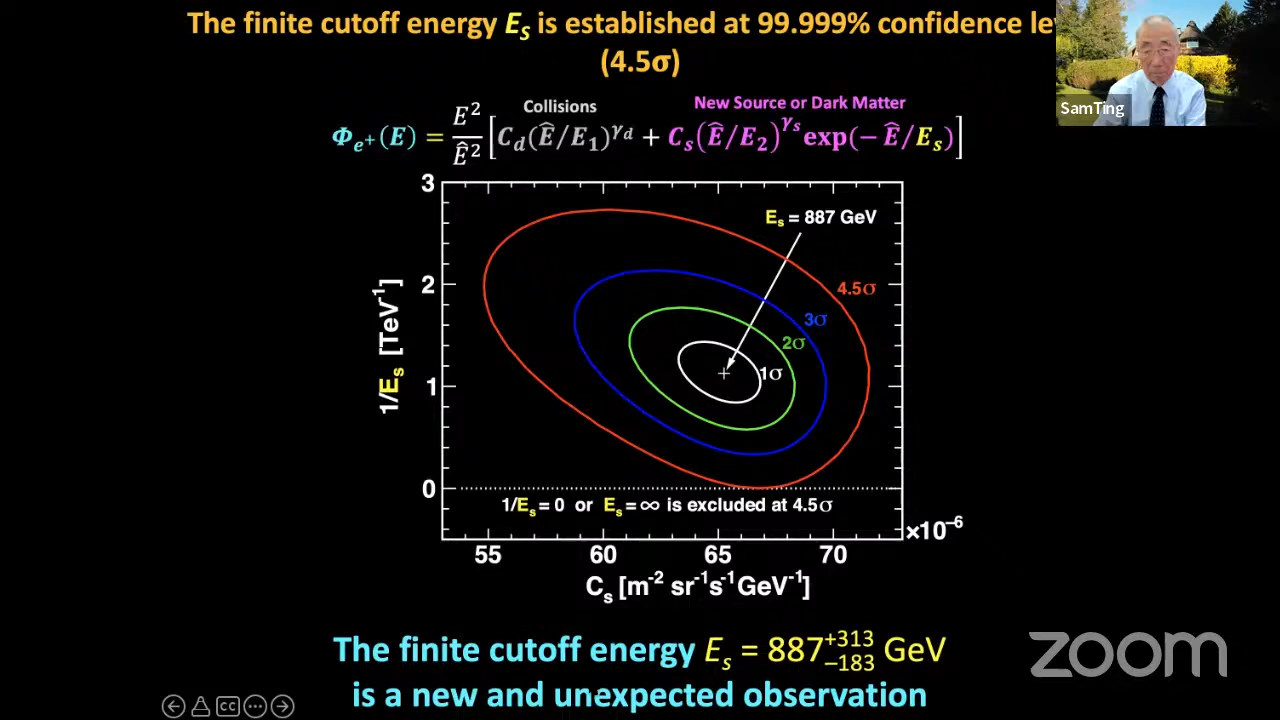 The finite cutoff energy Es is established at 99.999% confidence le
(4.5σ)
SamTing
Collisions
New Source or Dark Matter
Φe+(E) = E²/Ê² [Cd(Ê/E1)^γd + Cs(Ê/E2)^γs exp(−Ê/Es)]
3
Es = 887 GeV
2
4.5σ
3σ
2σ
1/Es [TeV⁻¹]
1σ
1
0
1/Es = 0 or Es = ∞ is excluded at 4.5σ
×10⁻⁶
55 60 65 70
Cs [m⁻² sr⁻¹s⁻¹GeV⁻¹]
The finite cutoff energy Es = 887 +313 −183 GeV
zoom
is a new and unexpected observation
CC